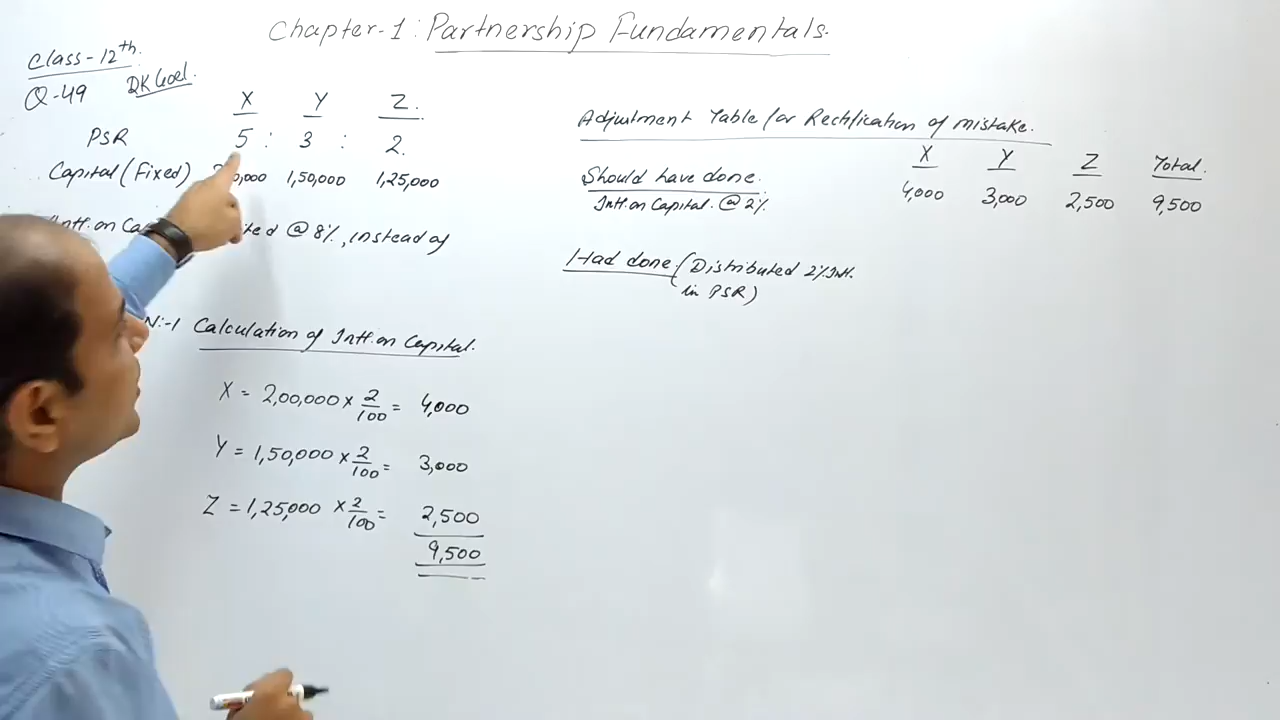 Chapter-1: Partnership Fundamentals.
Class-12th.
Q-49 DK Goel.
X Y Z.
PSR 5 : 3 : 2.
Capital (Fixed) 0,000 1,50,000 1,25,000
@ 8%, instead of
N:-1 Calculation of Intt. on Capital.
X = 2,00,000 x 2/100 = 4,000
Y = 1,50,000 x 2/100 = 3,000
Z = 1,25,000 x 2/100 = 2,500
9,500
Adjustment Table for Rectification of mistake.
X Y Z Total.
Should have done.
Intt. on Capital. @ 2% 4,000 3,000 2,500 9,500
Had done (Distributed 2% Intt.
in PSR)